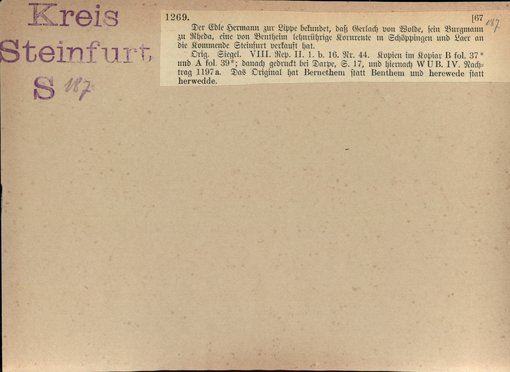 Kreis
Steinfurt
S 187.
1269. [67 187.
Der Edle Hermann zur Lippe bekundet, daß Gerlach von Wolde, sein Burgmann
zu Rheda, eine von Bentheim lehnrührige Kornrente in Schöppingen und Laer an
die Kommende Steinfurt verkauft hat.
Orig. Siegel. VIII. Rep. II. 1. b. 16. Nr. 44. Kopien im Kopiar B fol. 37*
und A fol. 39*; danach gedruckt bei Darpe, S. 17, und hiernach WUB. IV. Nach-
trag 1197a. Das Original hat Bernethem statt Benthem und herewede statt
herwedde.